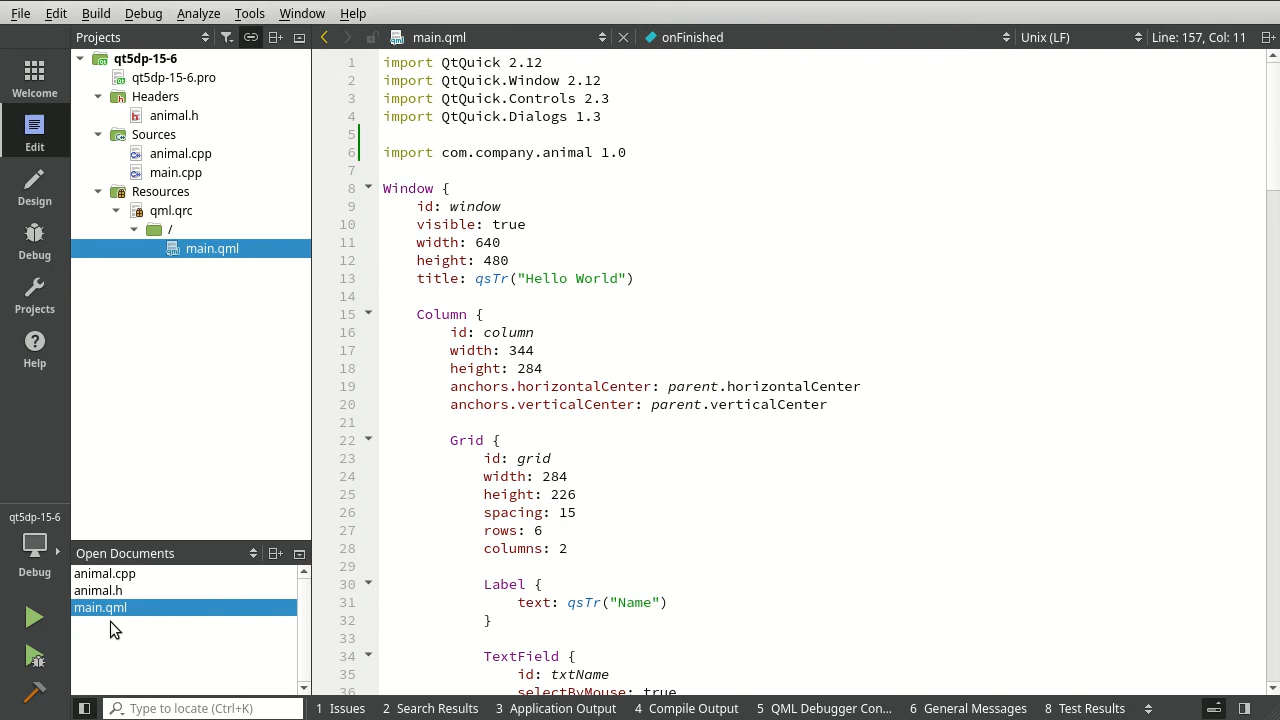 File Edit Build Debug Analyze Tools Window Help
Projects main.qml onFinished Unix (LF) Line: 157, Col: 11
Welcome
Edit
Design
Debug
Projects
Help
qt5dp-15-6
Debug
qt5dp-15-6
qt5dp-15-6.pro
Headers
animal.h
Sources
animal.cpp
main.cpp
Resources
qml.qrc
/
main.qml
Open Documents
animal.cpp
animal.h
main.qml
1 import QtQuick 2.12
2 import QtQuick.Window 2.12
3 import QtQuick.Controls 2.3
4 import QtQuick.Dialogs 1.3
5
6 import com.company.animal 1.0
7
8 Window {
9 id: window
10 visible: true
11 width: 640
12 height: 480
13 title: qsTr("Hello World")
14
15 Column {
16 id: column
17 width: 344
18 height: 284
19 anchors.horizontalCenter: parent.horizontalCenter
20 anchors.verticalCenter: parent.verticalCenter
21
22 Grid {
23 id: grid
24 width: 284
25 height: 226
26 spacing: 15
27 rows: 6
28 columns: 2
29
30 Label {
31 text: qsTr("Name")
32 }
33
34 TextField {
35 id: txtName
36 selectByMouse: true
Type to locate (Ctrl+K) 1 Issues 2 Search Results 3 Application Output 4 Compile Output 5 QML Debugger Con... 6 General Messages 8 Test Results